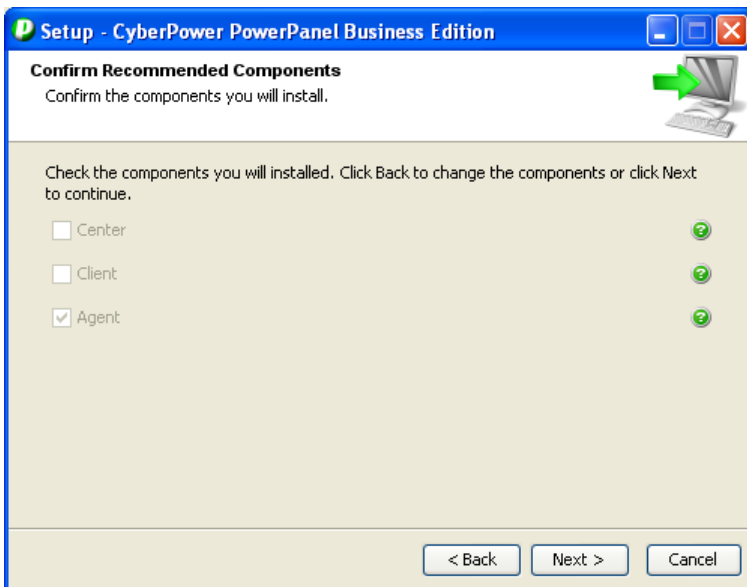 Setup - CyberPower PowerPanel Business Edition
Confirm Recommended Components
Confirm the components you will install.
Check the components you will installed. Click Back to change the components or click Next
to continue.
Center
Client
Agent
< Back Next > Cancel